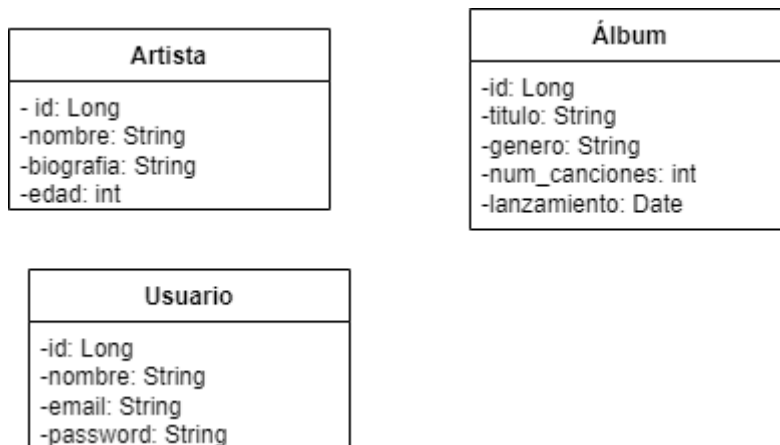 Artista
- id: Long
-nombre: String
-biografia: String
-edad: int
Álbum
-id: Long
-titulo: String
-genero: String
-num_canciones: int
-lanzamiento: Date
Usuario
-id: Long
-nombre: String
-email: String
-password: String